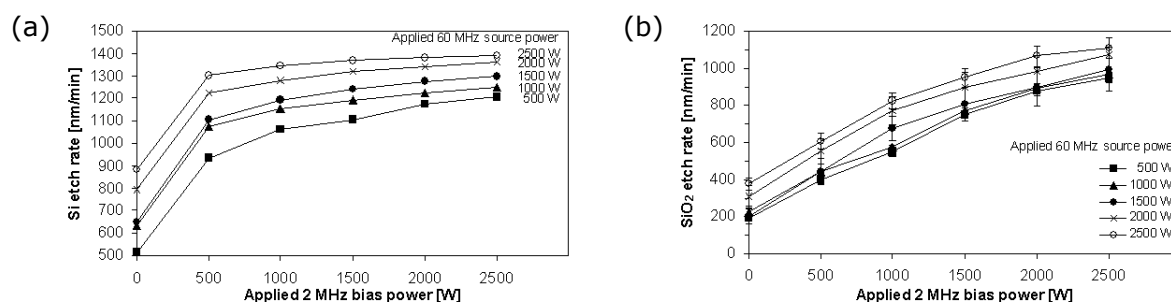 (a)
Si etch rate [nm/min]
1500
1400
1300
1200
1100
1000
900
800
700
600
500
Applied 60 MHz source power
2500 W
2000 W
1500 W
1000 W
500 W
0 500 1000 1500 2000 2500
Applied 2 MHz bias power [W]
(b)
SiO2 etch rate [nm/min]
1200
1000
800
600
400
200
0
Applied 60 MHz source power
500 W
1000 W
1500 W
2000 W
2500 W
0 500 1000 1500 2000 2500
Applied 2 MHz bias power [W]